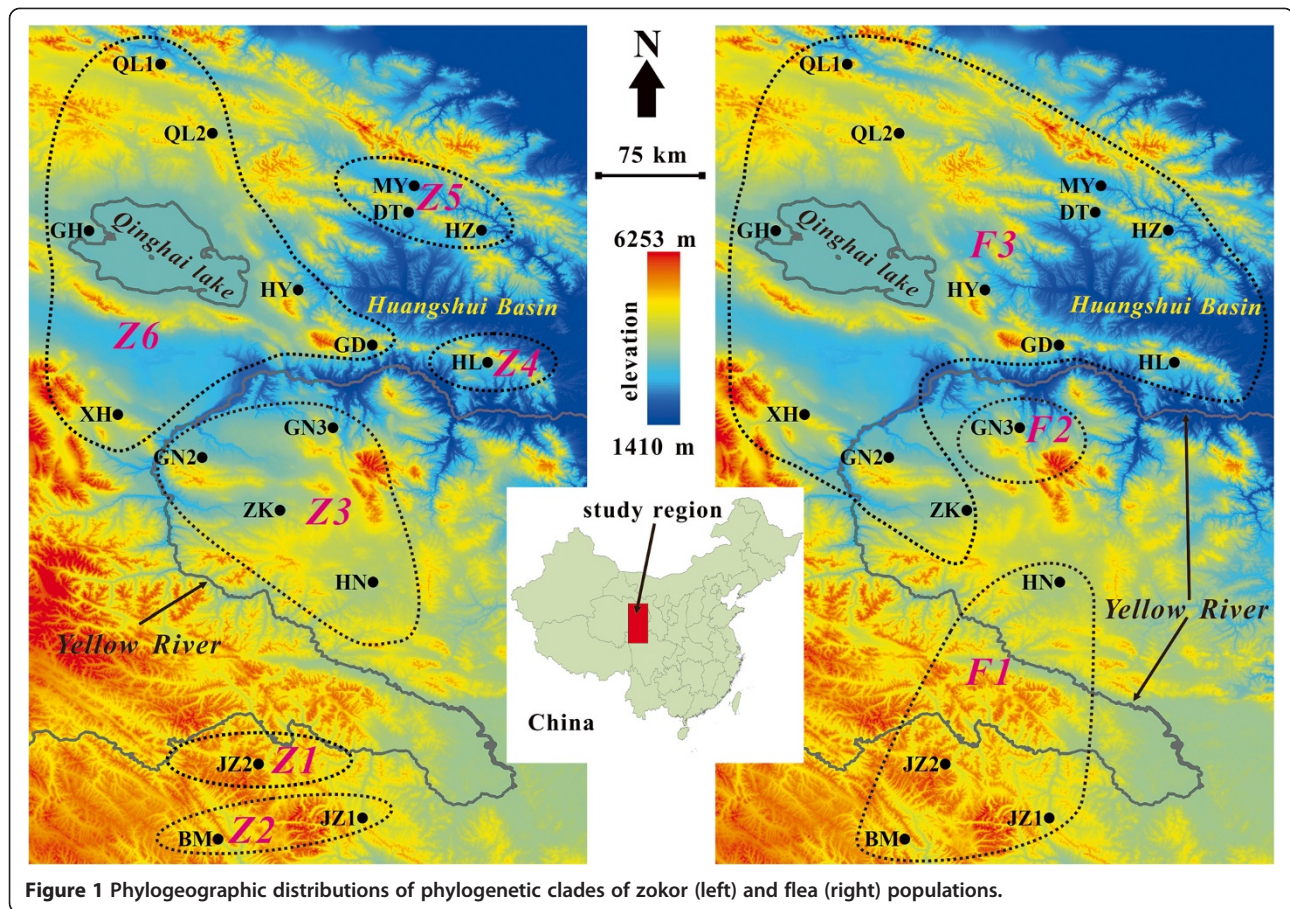 QL1
QL2
MY
Z5
DT
HZ
GH
Qinghai lake
HY
Huangshui Basin
Z6
GD
HL
Z4
XH
GN3
GN2
ZK
Z3
HN
Yellow River
JZ2
Z1
JZ1
BM
Z2
N
75 km
6253 m
elevation
1410 m
study region
China
QL1
QL2
MY
DT
HZ
GH
Qinghai lake
F3
HY
Huangshui Basin
GD
HL
XH
GN3
F2
GN2
ZK
HN
Yellow River
F1
JZ2
JZ1
BM
Figure 1 Phylogeographic distributions of phylogenetic clades of zokor (left) and flea (right) populations.